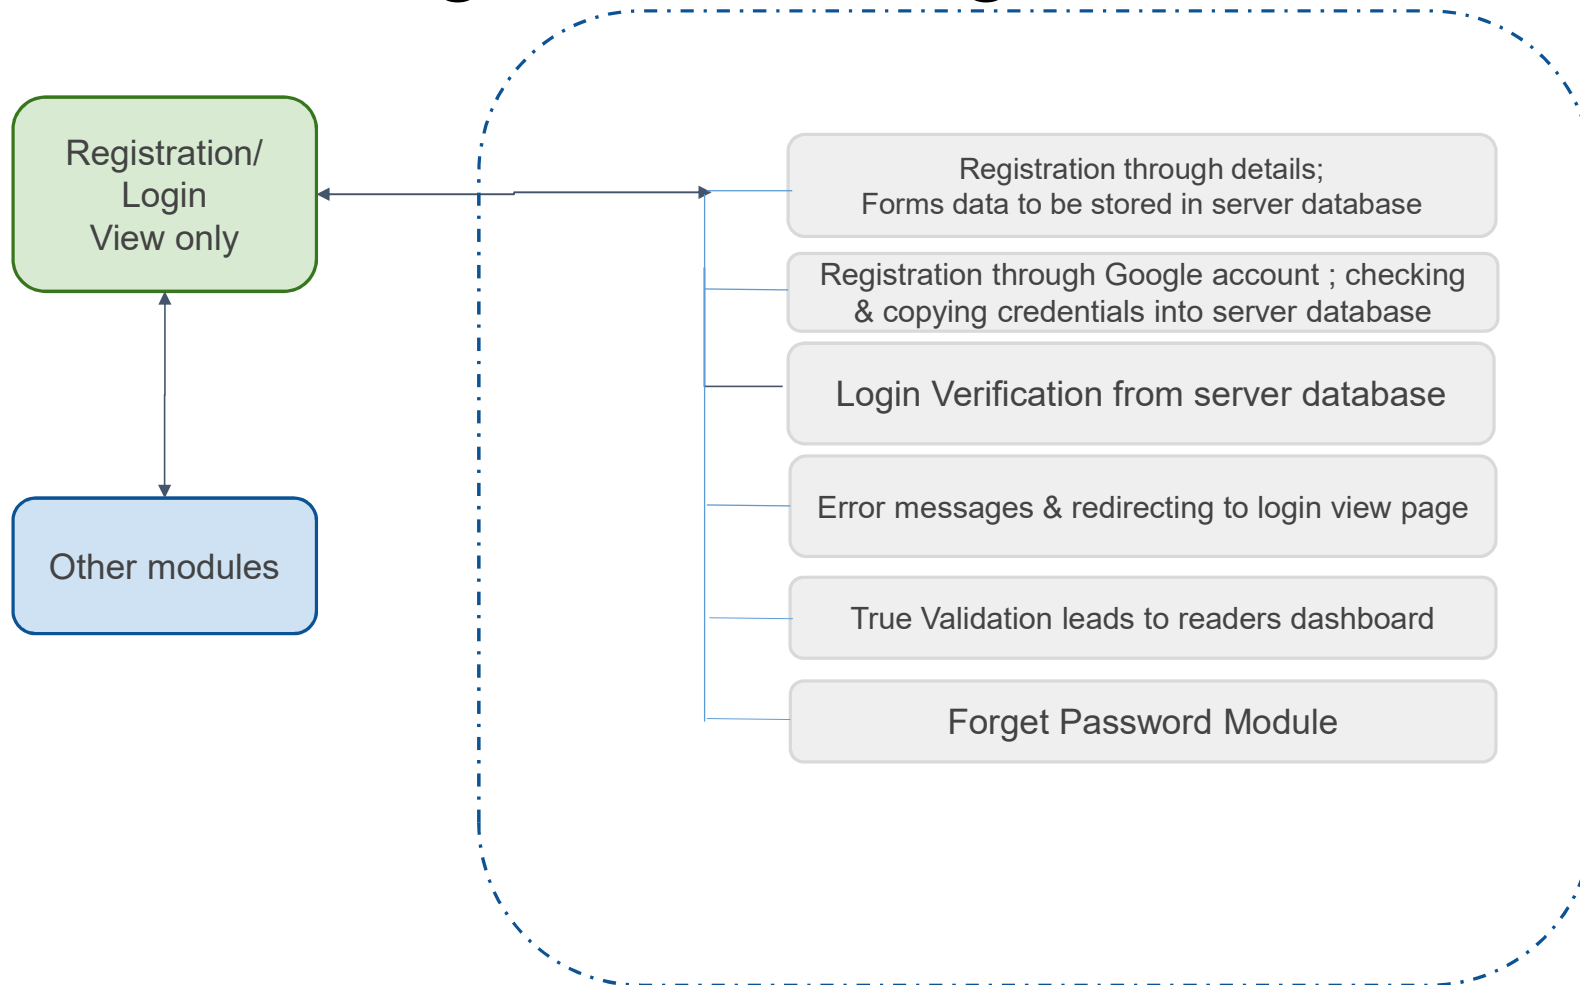 Registration/
Login
View only
Other modules
Registration through details;
Forms data to be stored in server database
Registration through Google account ; checking
& copying credentials into server database
Login Verification from server database
Error messages & redirecting to login view page
True Validation leads to readers dashboard
Forget Password Module